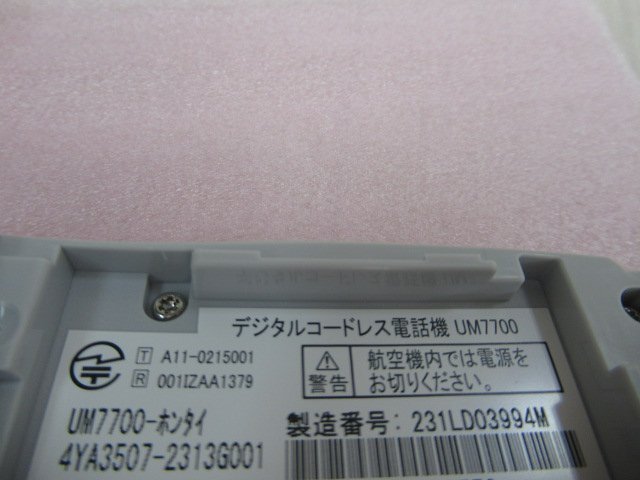 デジタルコードレス電話機 UM7700
T A11-0215001
R 001IZAA1379
警告
航空機内では電源を
お切りください。
UM7700-ホンタイ
4YA3507-2313G001
製造番号: 231LD03994M